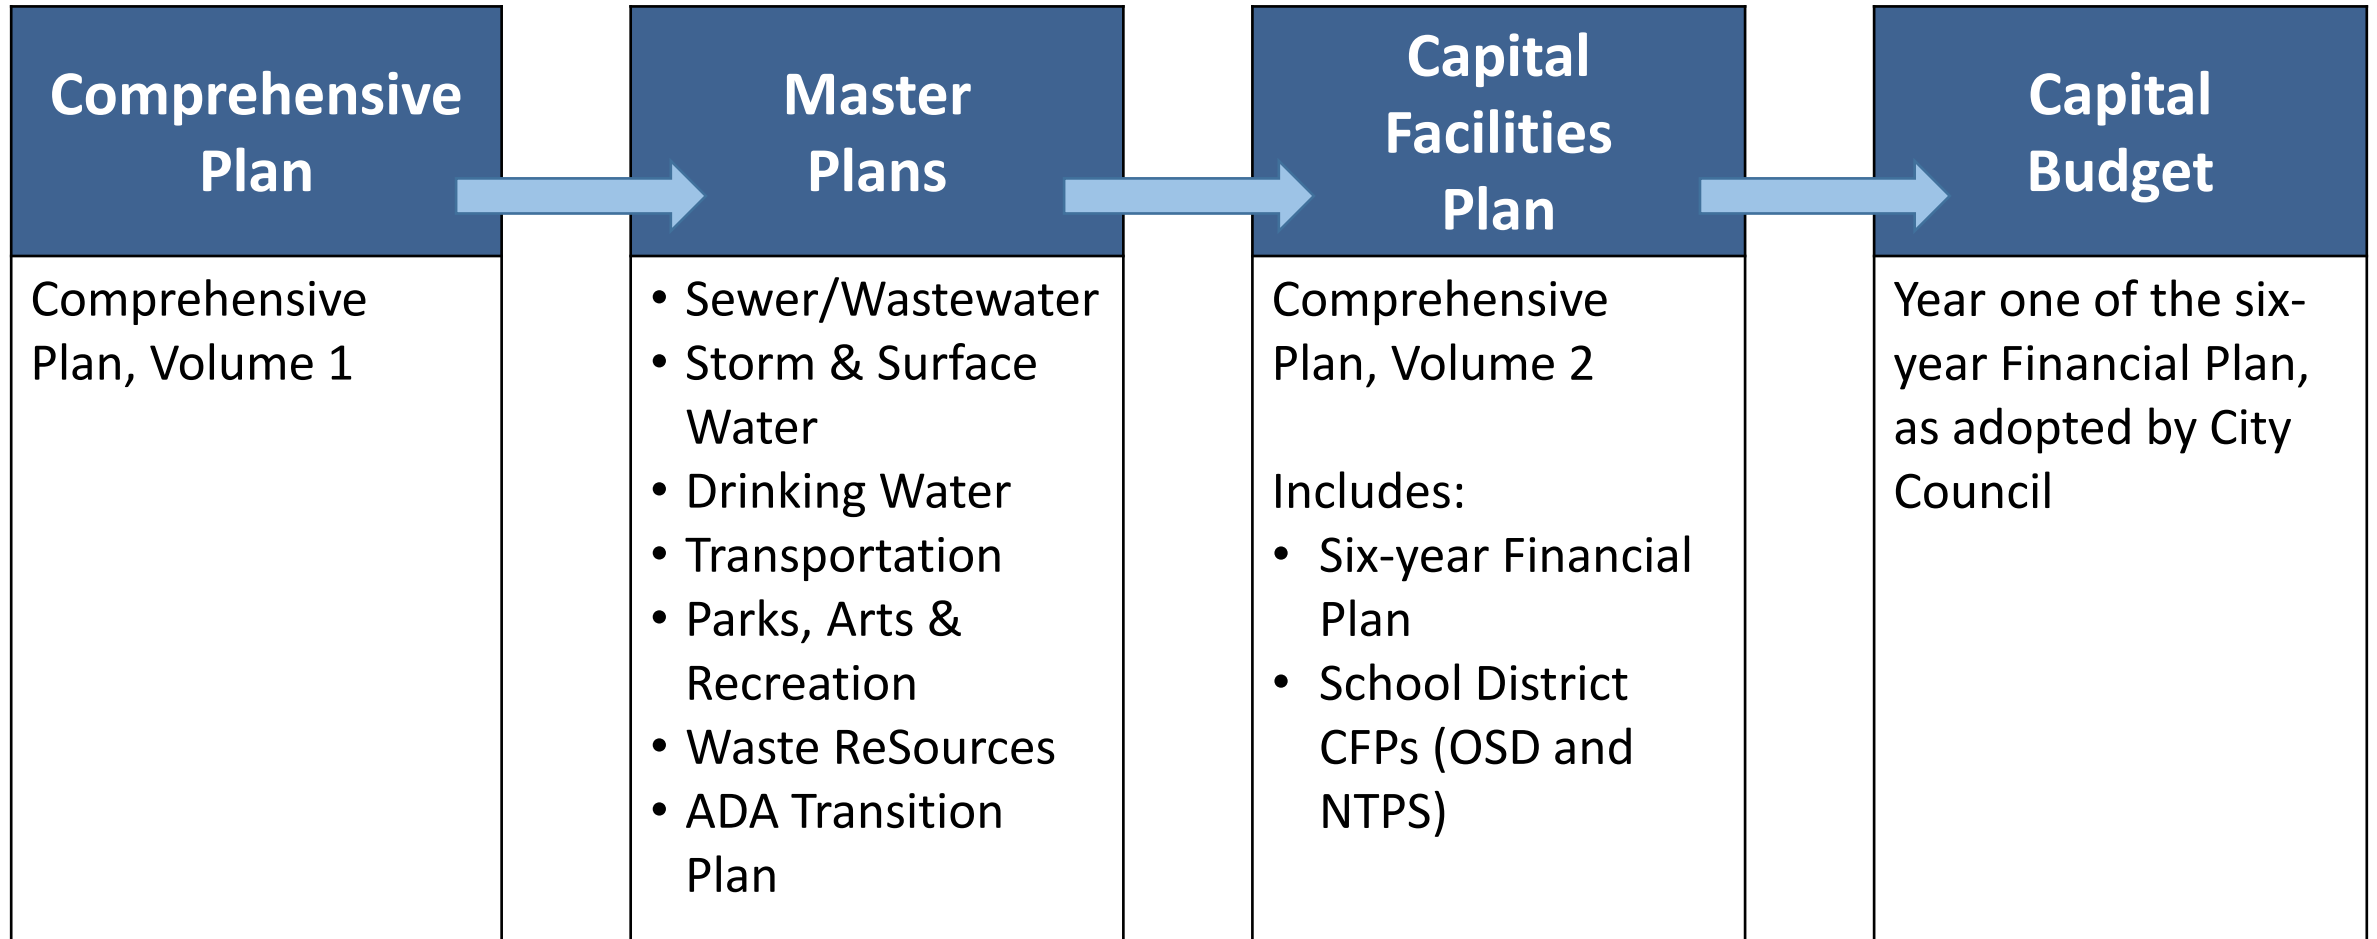 Comprehensive
Plan
Comprehensive
Plan, Volume 1
Master
Plans
• Sewer/Wastewater
• Storm & Surface
Water
• Drinking Water
• Transportation
• Parks, Arts &
Recreation
• Waste ReSources
• ADA Transition
Plan
Capital
Facilities
Plan
Comprehensive
Plan, Volume 2
Includes:
• Six-year Financial
Plan
• School District
CFPs (OSD and
NTPS)
Capital
Budget
Year one of the six-
year Financial Plan,
as adopted by City
Council